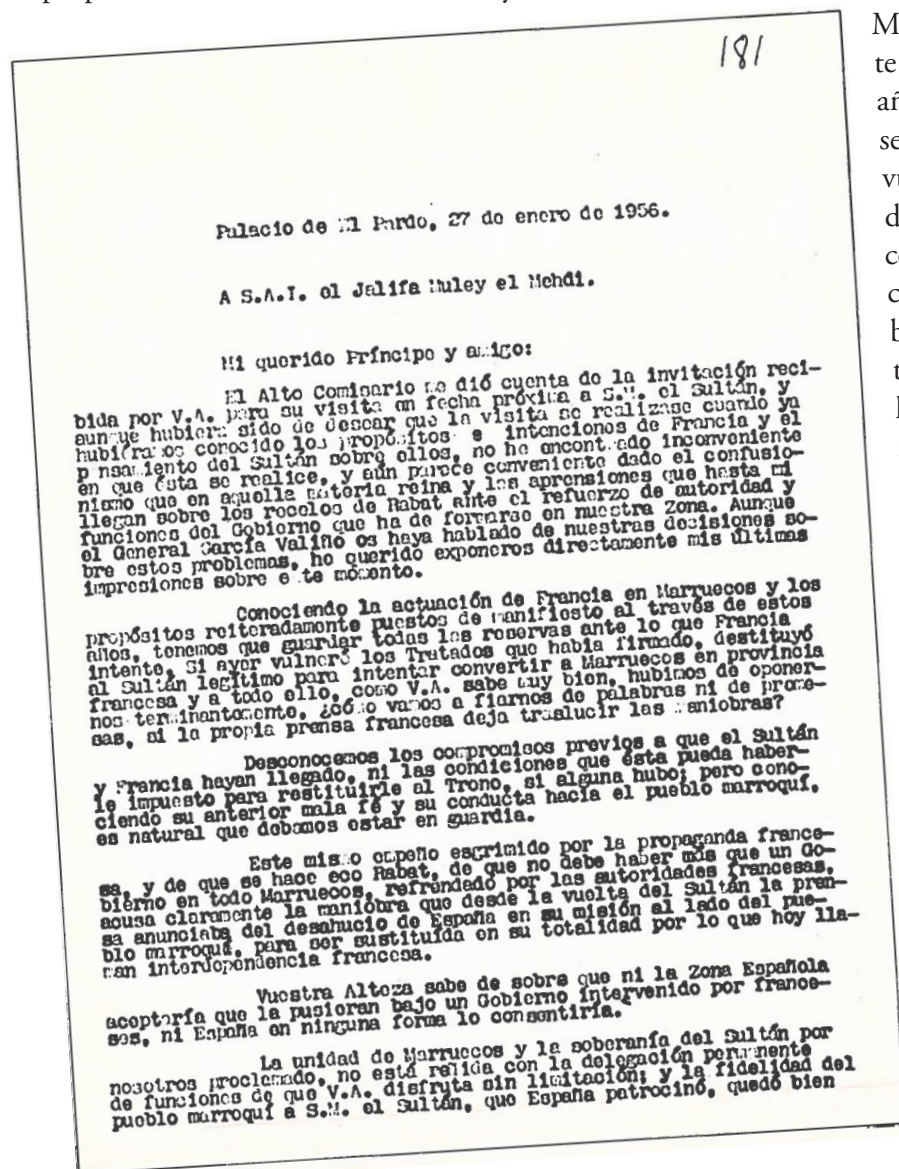 181
Palacio de El Pardo, 27 de enero de 1956.
A S.A.I. el Jalifa Muley el Mehdi.
Mi querido Príncipe y amigo:
El Alto Comisario me dió cuenta de la invitación reci-
bida por V.A. para su visita en fecha próxima a S.M. el Sultán, y
aunque hubiera sido de desear que la visita se realizase cuando ya
hubiéramos conocido los propósitos e intenciones de Francia y el
pensamiento del Sultán sobre ellos, no he encontrado inconveniente
en que ésta se realice, y aún parece conveniente dado el confusio-
nismo que en aquella materia reina y las aprensiones que hasta mí
llegan sobre los recelos de Rabat ante el refuerzo de autoridad y
funciones del Gobierno que ha de formarse en nuestra Zona. Aunque
el General García Valiño os haya hablado de nuestras decisiones so-
bre estos problemas, he querido exponeros directamente mis últimas
impresiones sobre este momento.
Conociendo la actuación de Francia en Marruecos y los
propósitos reiteradamente puestos de manifiesto al través de estos
años, tenemos que guardar todas las reservas ante lo que Francia
intente. Si ayer vulneró los Tratados que había firmado, destituyó
al Sultán legítimo para intentar convertir a Marruecos en provincia
francesa y a todo ello, como V.A. sabe muy bien, hubimos de oponer-
nos terminantemente, ¿cómo vamos a fiarnos de palabras ni de prome-
sas, si la propia prensa francesa deja traslucir las maniobras?
Desconocemos los compromisos previos a que el Sultán
y Francia hayan llegado, ni las condiciones que ésta pueda haber-
le impuesto para restituirle al Trono, si alguna hubo; pero cono-
ciendo su anterior mala fé y su conducta hacia el pueblo marroquí,
es natural que debamos estar en guardia.
Este mismo empeño esgrimido por la propaganda france-
sa, y de que se hace eco Rabat, de que no debe haber más que un Go-
bierno en todo Marruecos, refrendado por las autoridades francesas,
acusa claramente la maniobra que desde la vuelta del Sultán la pren-
sa anunciaba del desahucio de España en su misión al lado del pue-
blo marroquí, para ser sustituída en su totalidad por lo que hoy lla-
man interdependencia francesa.
Vuestra Alteza sabe de sobra que ni la Zona Española
aceptaría que la pusieran bajo un Gobierno intervenido por france-
ses, ni España en ninguna forma lo consentiría.
La unidad de Marruecos y la soberanía del Sultán por
nosotros proclamado, no está reñida con la delegación permanente
de funciones de que V.A. disfruta sin limitación; y la fidelidad del
pueblo marroquí a S.M. el Sultán, que España patrocinó, quedó bien